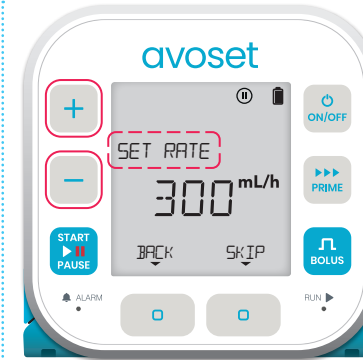 avoset
+
ON/OFF
SET RATE
−
300 mL/h
PRIME
START
PAUSE
BACK
SKIP
BOLUS
ALARM
RUN